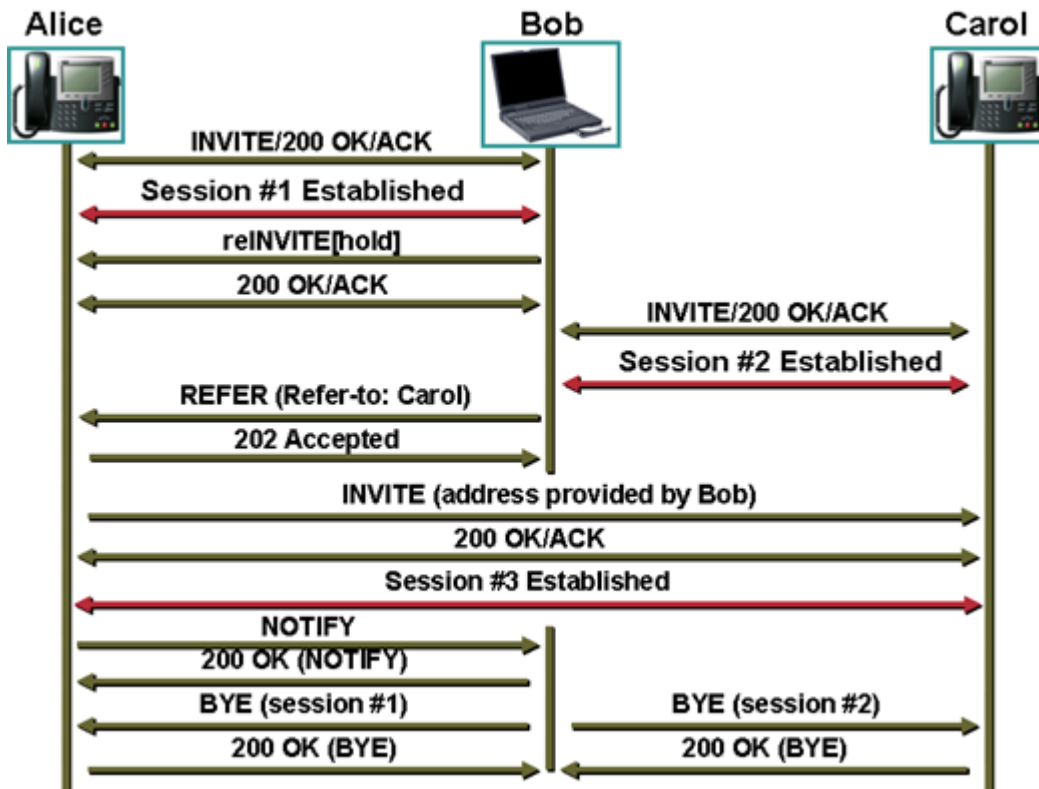 Alice
Bob
Carol
INVITE/200 OK/ACK
Session #1 Established
reINVITE[hold]
200 OK/ACK
INVITE/200 OK/ACK
Session #2 Established
REFER (Refer-to: Carol)
202 Accepted
INVITE (address provided by Bob)
200 OK/ACK
Session #3 Established
NOTIFY
200 OK (NOTIFY)
BYE (session #1)
BYE (session #2)
200 OK (BYE)
200 OK (BYE)